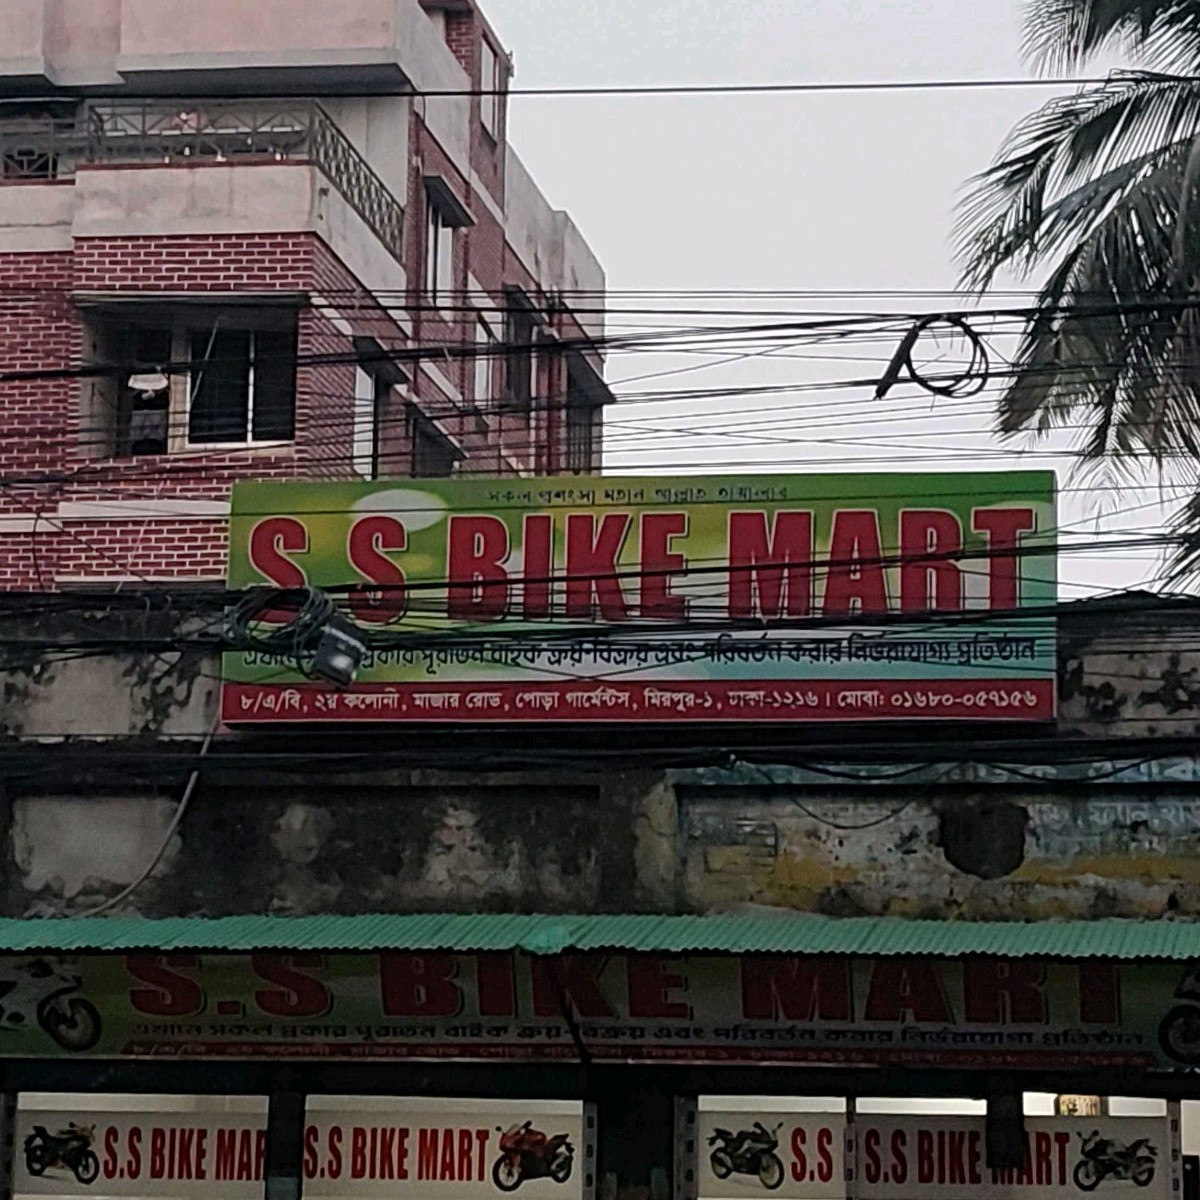 সকল প্রশংসা মহান আল্লাহ তায়ালার
S.S BIKE MART
এখানে প্রকার পুরাতন বাইক ক্রয়-বিক্রয় এবং পরিবর্তন করার নির্ভরযোগ্য প্রতিষ্ঠান
৮/এ/বি, ২য় কলোনী, মাজার রোড, পোড়া গার্মেন্টস, মিরপুর-১, ঢাকা-১২১৬। মোবা: ০১৬৮০-০৫৭১৫৬
S.S BIKE MART
এখানে সকল প্রকার পুরাতন বাইক ক্রয়-বিক্রয় এবং পরিবর্তন করার নির্ভরযোগ্য প্রতিষ্ঠান
S.S BIKE MAR S.S BIKE MART S.S S.S BIKE MART